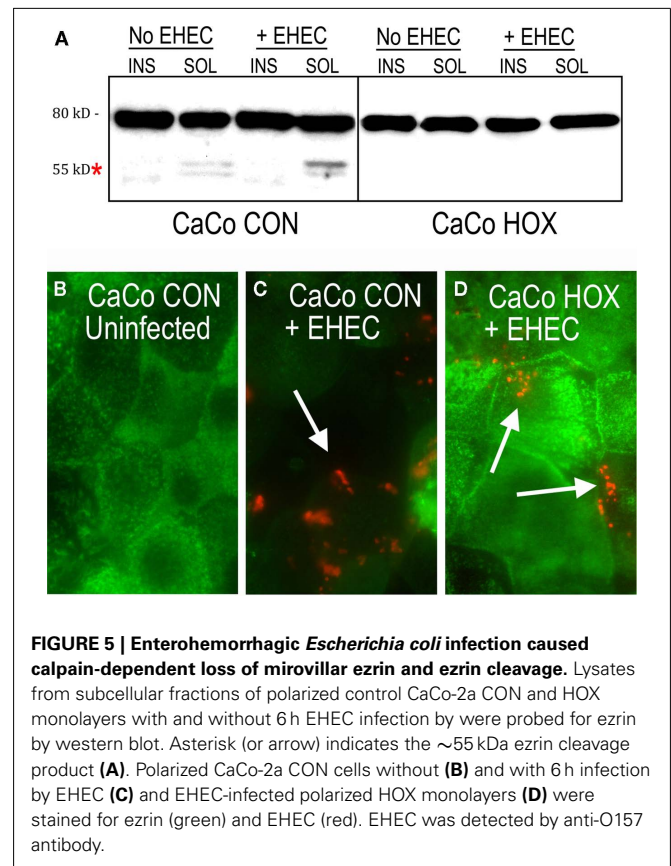 A
No EHEC + EHEC No EHEC + EHEC
INS SOL INS SOL INS SOL INS SOL
80 kD -
55 kD*
CaCo CON CaCo HOX
B CaCo CON
Uninfected
C CaCo CON
+ EHEC
D CaCo HOX
+ EHEC
FIGURE 5 | Enterohemorrhagic Escherichia coli infection caused
calpain-dependent loss of mirovillar ezrin and ezrin cleavage. Lysates
from subcellular fractions of polarized control CaCo-2a CON and HOX
monolayers with and without 6 h EHEC infection by were probed for ezrin
by western blot. Asterisk (or arrow) indicates the ∼55 kDa ezrin cleavage
product (A). Polarized CaCo-2a CON cells without (B) and with 6 h infection
by EHEC (C) and EHEC-infected polarized HOX monolayers (D) were
stained for ezrin (green) and EHEC (red). EHEC was detected by anti-O157
antibody.